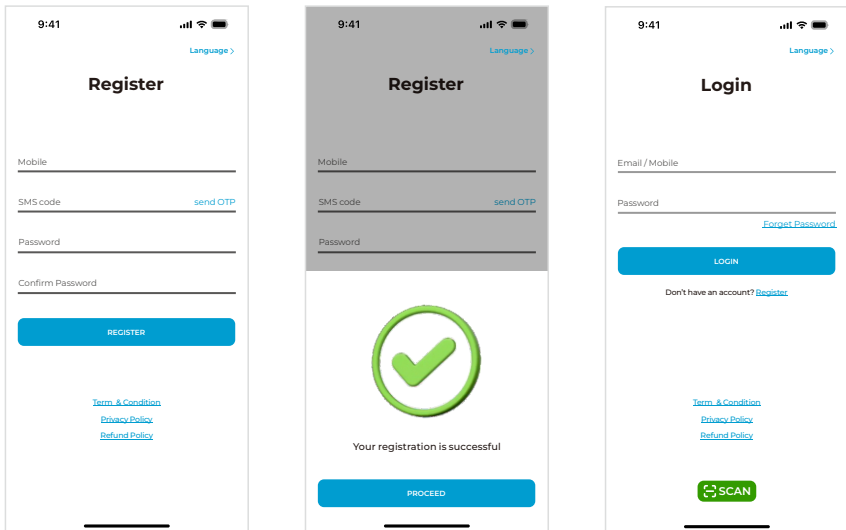 9:41
Language >
Register
Mobile
SMS code send OTP
Password
Confirm Password
REGISTER
Term & Condition
Privacy Policy
Refund Policy
9:41
Language >
Register
Mobile
SMS code send OTP
Password
Your registration is successful
PROCEED
9:41
Language >
Login
Email / Mobile
Password
Forget Password
LOGIN
Don't have an account? Register
Term & Condition
Privacy Policy
Refund Policy
SCAN